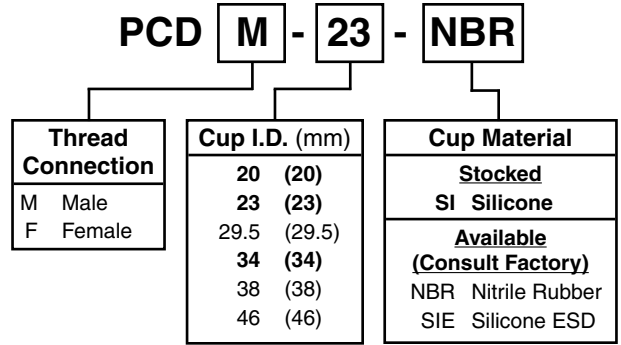 PCD M - 23 - NBR
Thread
Connection
M Male
F Female
Cup I.D. (mm)
20 (20)
23 (23)
29.5 (29.5)
34 (34)
38 (38)
46 (46)
Cup Material
Stocked
SI Silicone
Available
(Consult Factory)
NBR Nitrile Rubber
SIE Silicone ESD